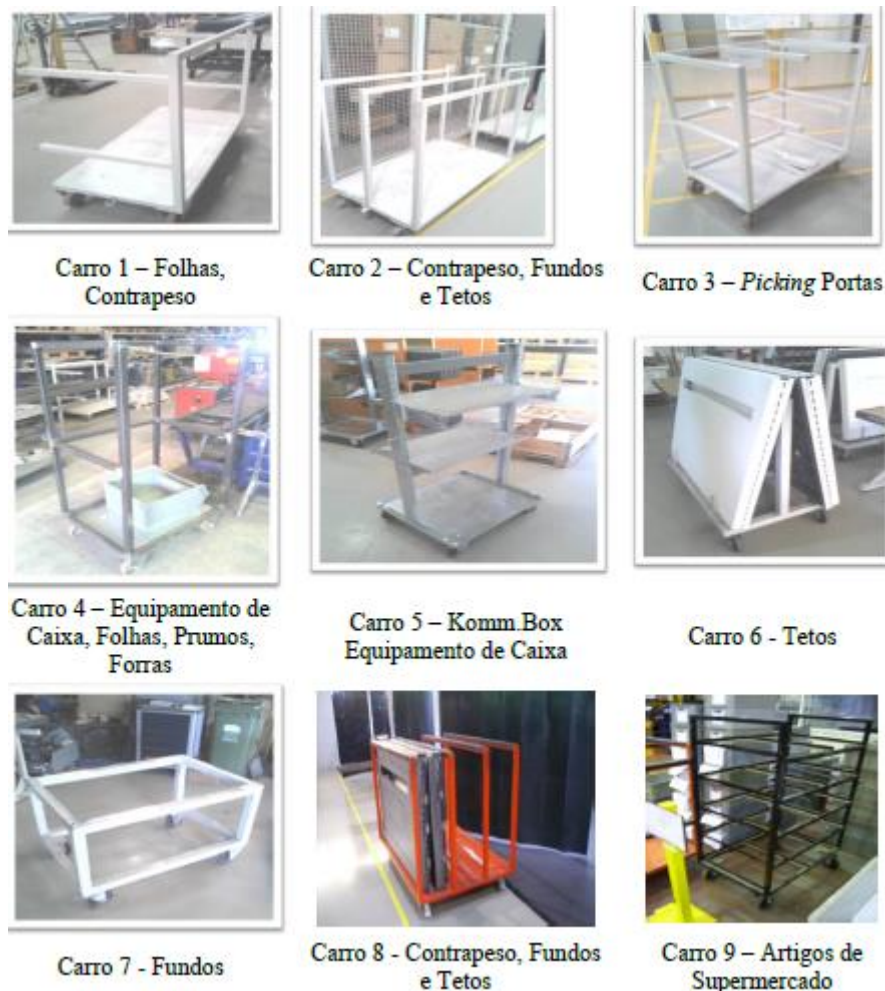 Carro 1 – Folhas,
Contrapeso
Carro 2 – Contrapeso, Fundos
e Tetos
Carro 3 – Picking Portas
Carro 4 – Equipamento de
Caixa, Folhas, Prumos,
Forras
Carro 5 – Komm.Box
Equipamento de Caixa
Carro 6 - Tetos
Carro 7 - Fundos
Carro 8 - Contrapeso, Fundos
e Tetos
Carro 9 – Artigos de
Supermercado